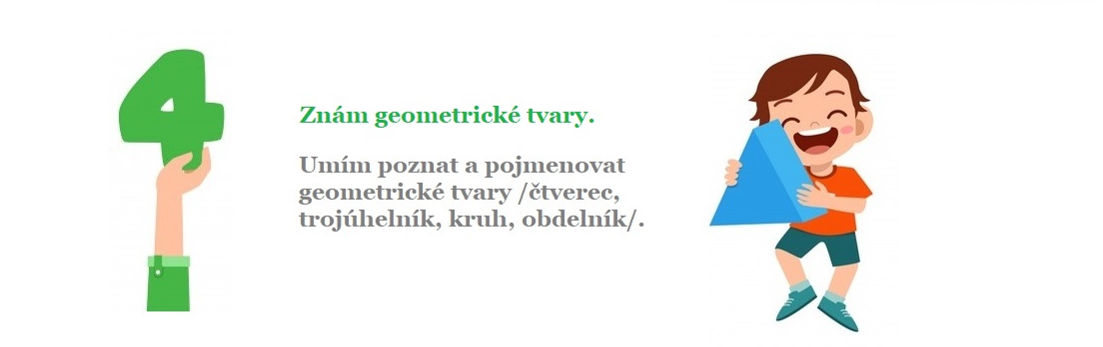 4
Znám geometrické tvary.
Umím poznat a pojmenovat
geometrické tvary /čtverec,
trojúhelník, kruh, obdelník/.